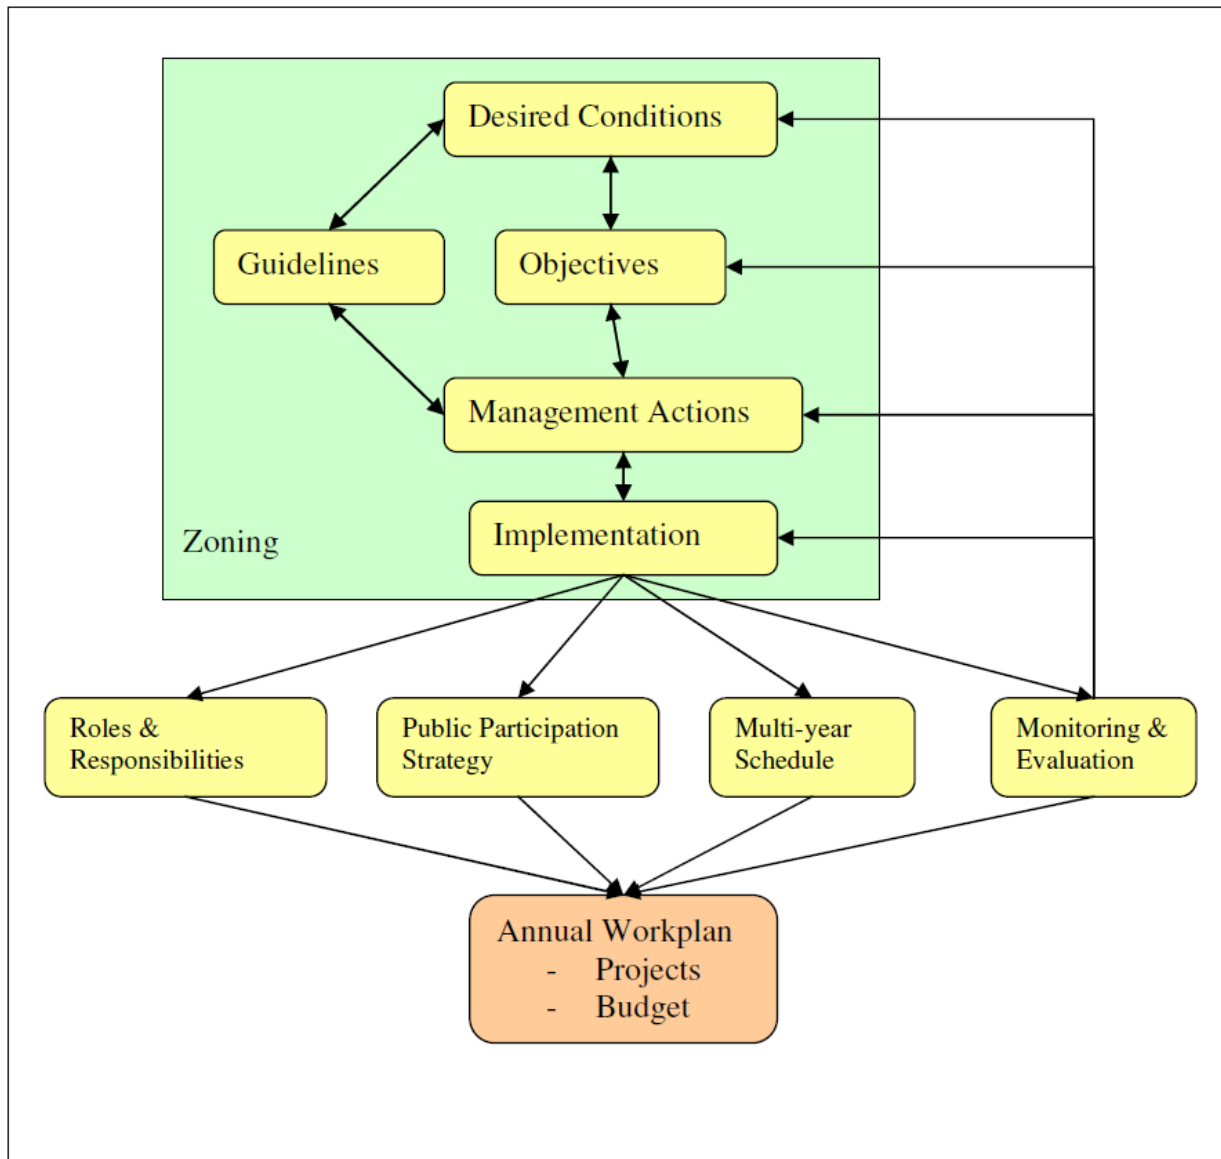 Desired Conditions
Guidelines
Objectives
Management Actions
Zoning
Implementation
Roles &
Responsibilities
Public Participation
Strategy
Multi-year
Schedule
Monitoring &
Evaluation
Annual Workplan
- Projects
- Budget